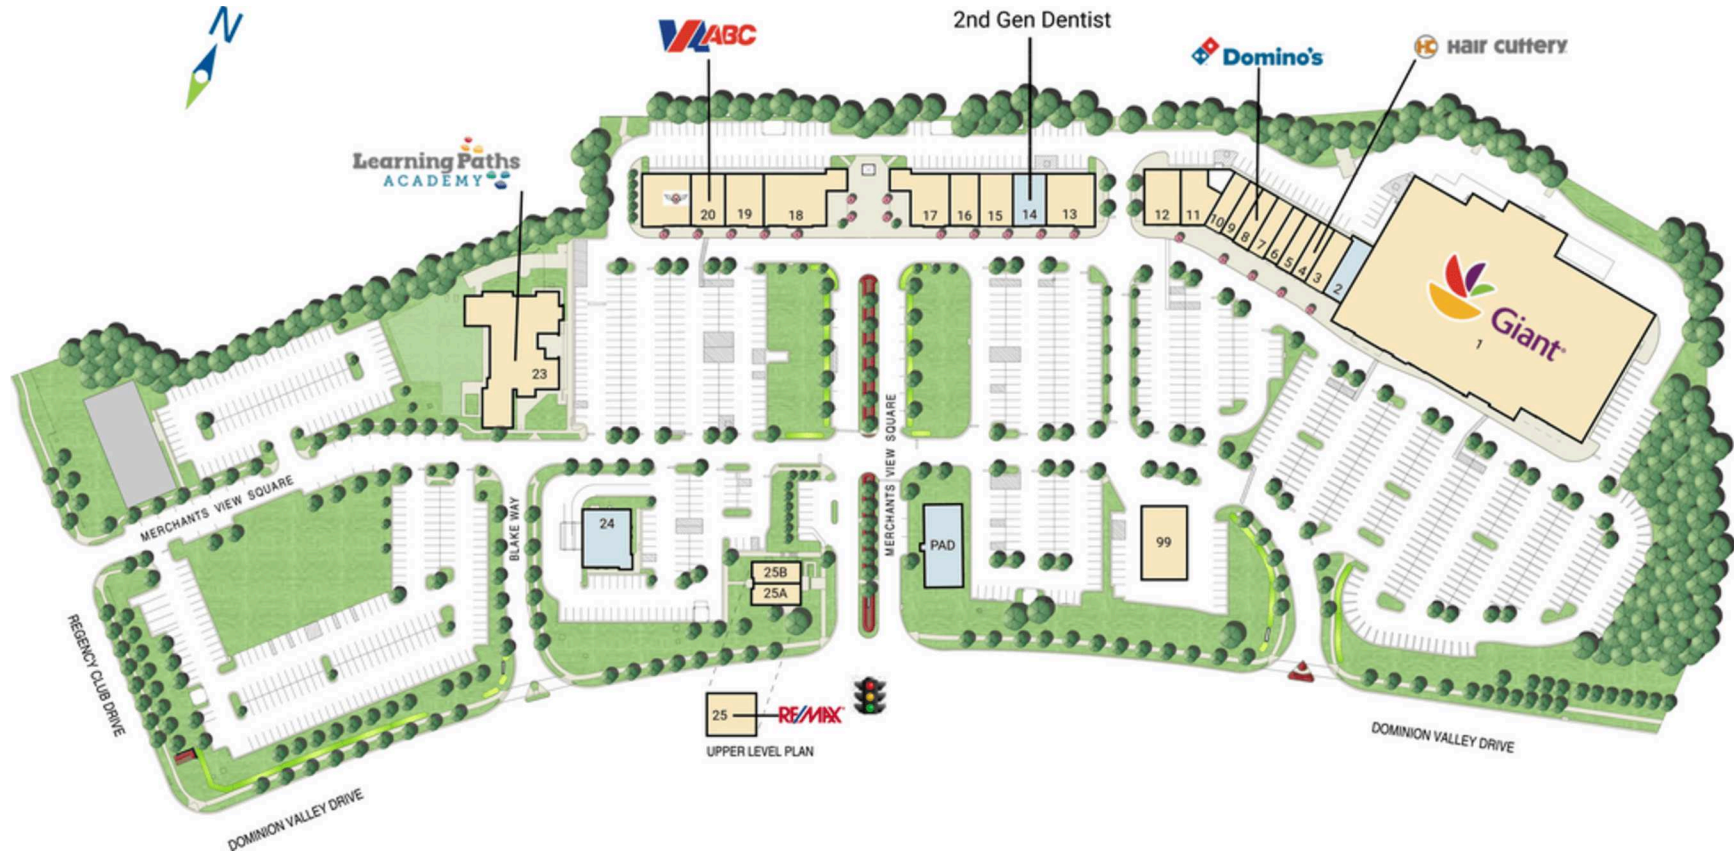 N
VA ABC
2nd Gen Dentist
Domino's
HC Hair Cuttery
Learning Paths
ACADEMY
20
19
18
17
16
15
14
13
12
11
10
9
8
7
6
5
4
3
2
Giant
1
23
MERCHANTS VIEW SQUARE
MERCHANTS VIEW SQUARE
BLAKE WAY
24
25B
25A
PAD
99
REGENCY CLUB DRIVE
25
RE/MAX
UPPER LEVEL PLAN
DOMINION VALLEY DRIVE
DOMINION VALLEY DRIVE